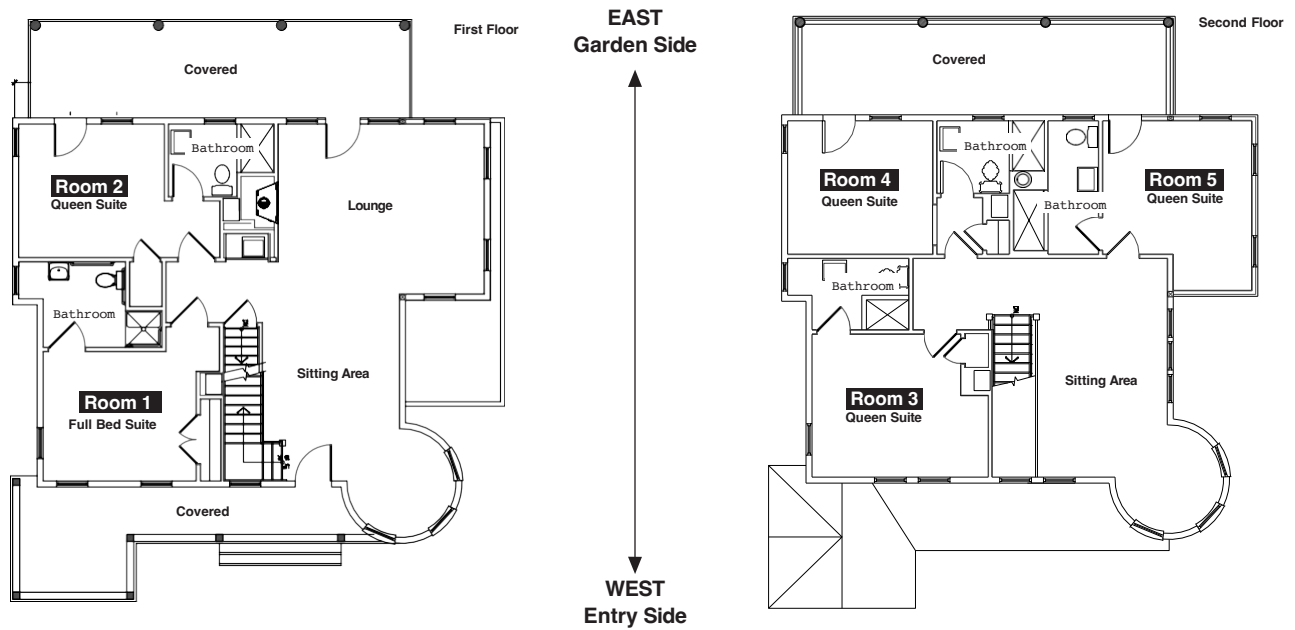 First Floor
Covered
Bathroom
Room 2
Queen Suite
Lounge
Bathroom
Sitting Area
Room 1
Full Bed Suite
Covered
EAST
Garden Side
WEST
Entry Side
Second Floor
Covered
Bathroom
Room 4
Queen Suite
Room 5
Queen Suite
Bathroom
Bathroom
Sitting Area
Room 3
Queen Suite